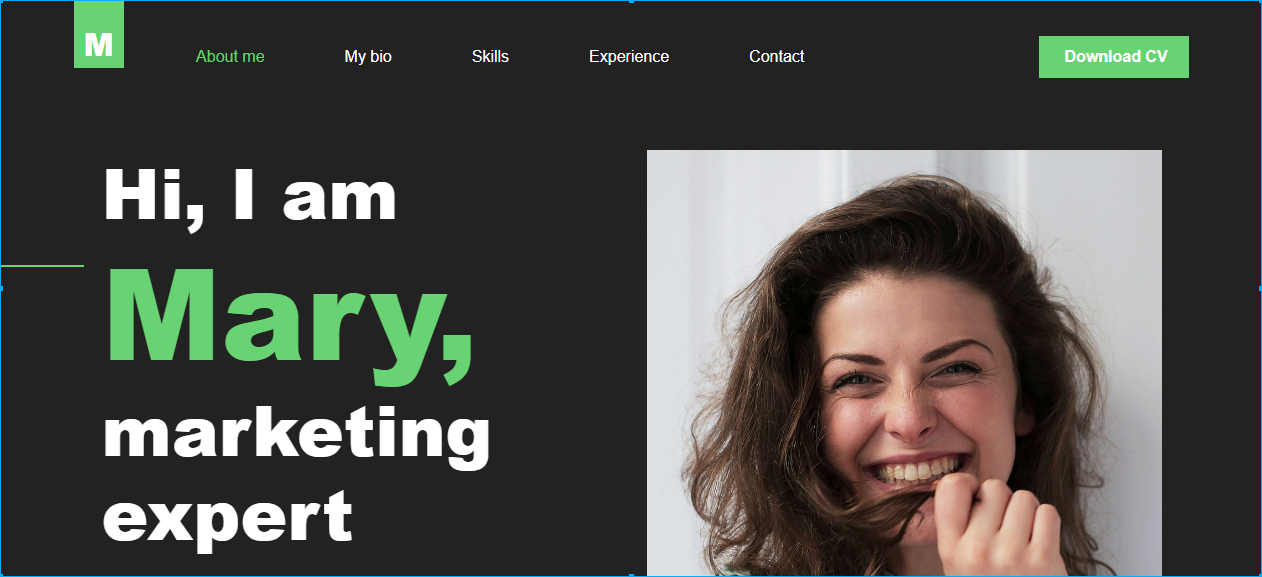 M
About me
My bio
Skills
Experience
Contact
Download CV
Hi, I am
Mary,
marketing
expert